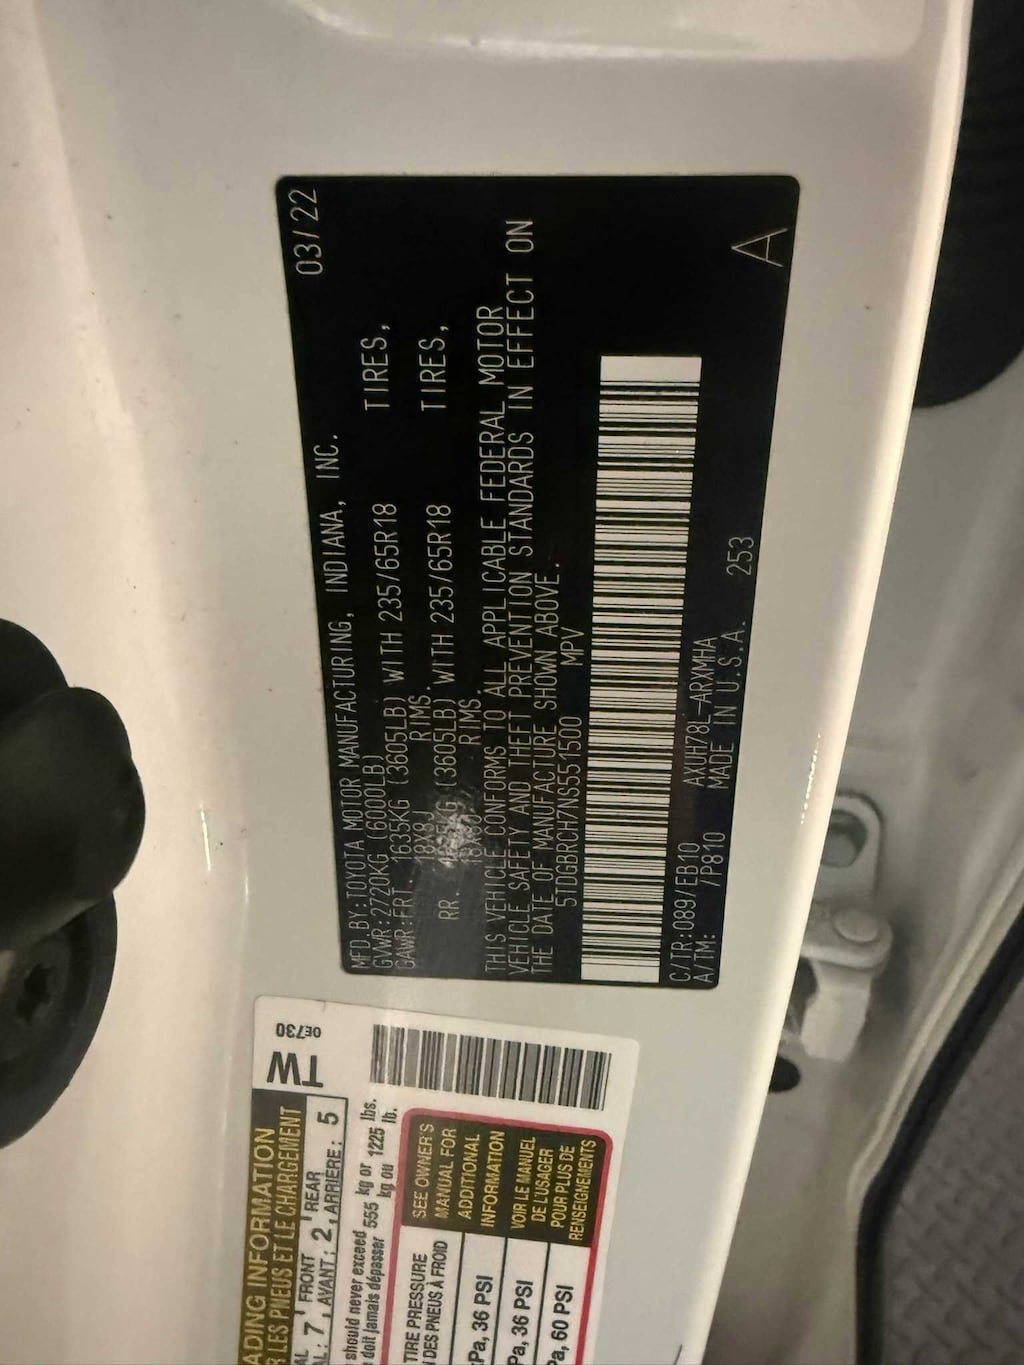 03/22
MFD. BY: TOYOTA MOTOR MANUFACTURING, INDIANA, INC.
GVWR: 2720KG (6000LB)
GAWR: FRT. 1635KG (3605LB) WITH 235/65R18 TIRES,
18X8J RIMS.
RR. 1635KG (3605LB) WITH 235/65R18 TIRES,
RIMS.
THIS VEHICLE CONFORMS TO ALL APPLICABLE FEDERAL MOTOR
VEHICLE SAFETY AND THEFT PREVENTION STANDARDS IN EFFECT ON
THE DATE OF MANUFACTURE SHOWN ABOVE.
5TDGBRCH7NS551500 MPV
C/TR: 089/EB10 AXUH78L-ARXMHA
A/TM: /P810 MADE IN U.S.A. 253
A
TW
0E730
ADING INFORMATION
LES PNEUS ET LE CHARGEMENT
7 FRONT 2 REAR 5
AVANT: ARRIÈRE:
should never exceed 555 kg or 1225 lbs.
doit jamais dépasser kg ou lb.
TIRE PRESSURE
DES PNEUS À FROID
SEE OWNER'S
MANUAL FOR
ADDITIONAL
INFORMATION
VOIR LE MANUEL
DE L'USAGER
POUR PLUS DE
RENSEIGNEMENTS
Pa, 36 PSI
Pa, 36 PSI
Pa, 60 PSI